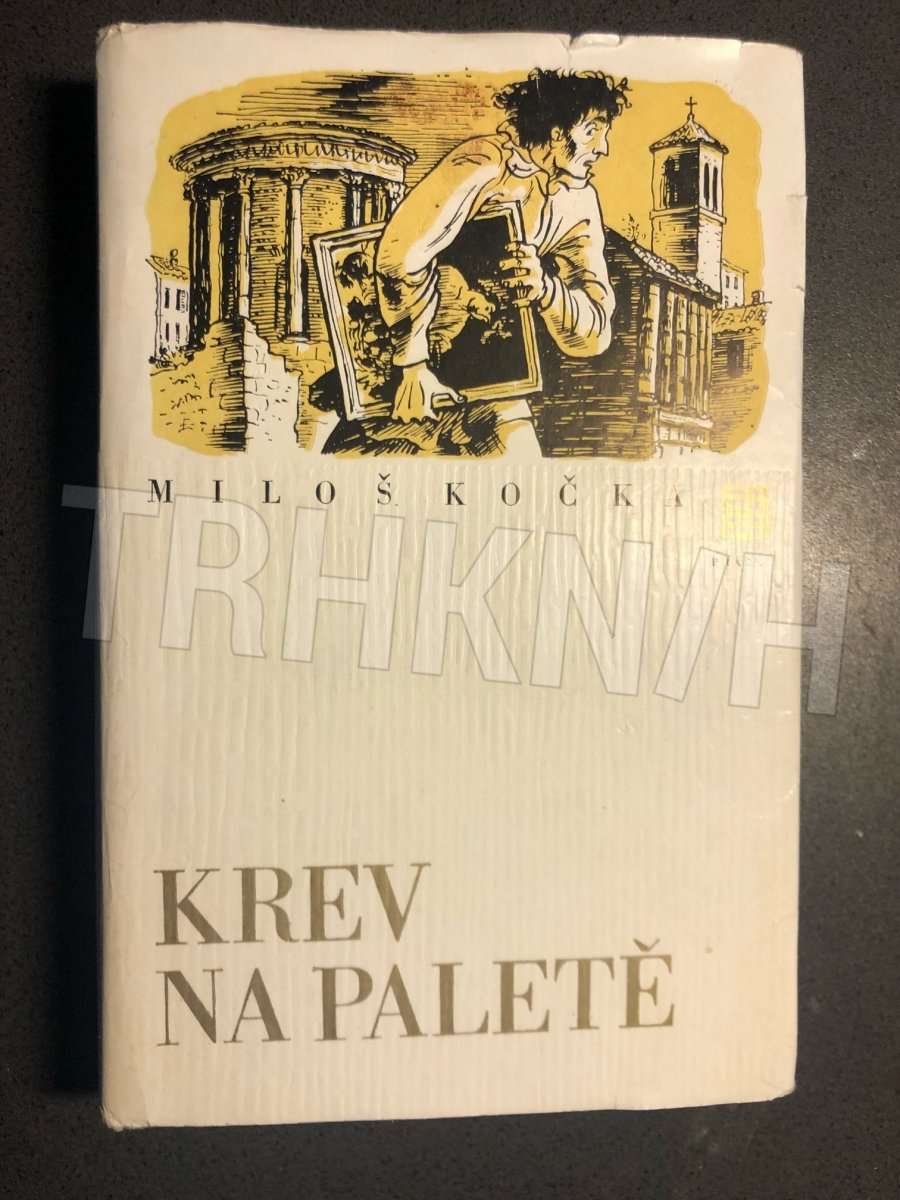 MILOŠ KOČKA
TRHKNIH
KREV
NA PALETĚ